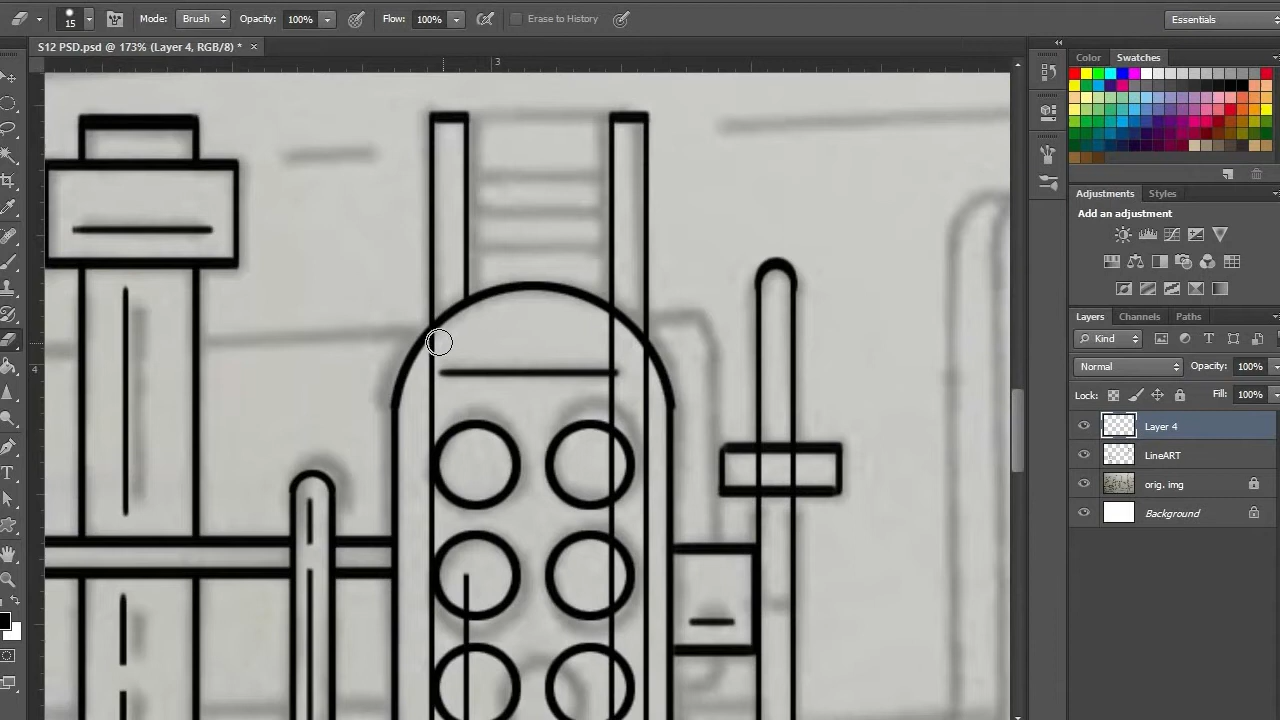 15 Mode: Brush Opacity: 100% Flow: 100% Erase to History Essentials
S12 PSD.psd @ 173% (Layer 4, RGB/8) * ×
3
4
Color Swatches
Adjustments Styles
Add an adjustment
Layers Channels Paths
Kind
Normal Opacity: 100%
Lock: Fill: 100%
Layer 4
LineART
orig. img
Background